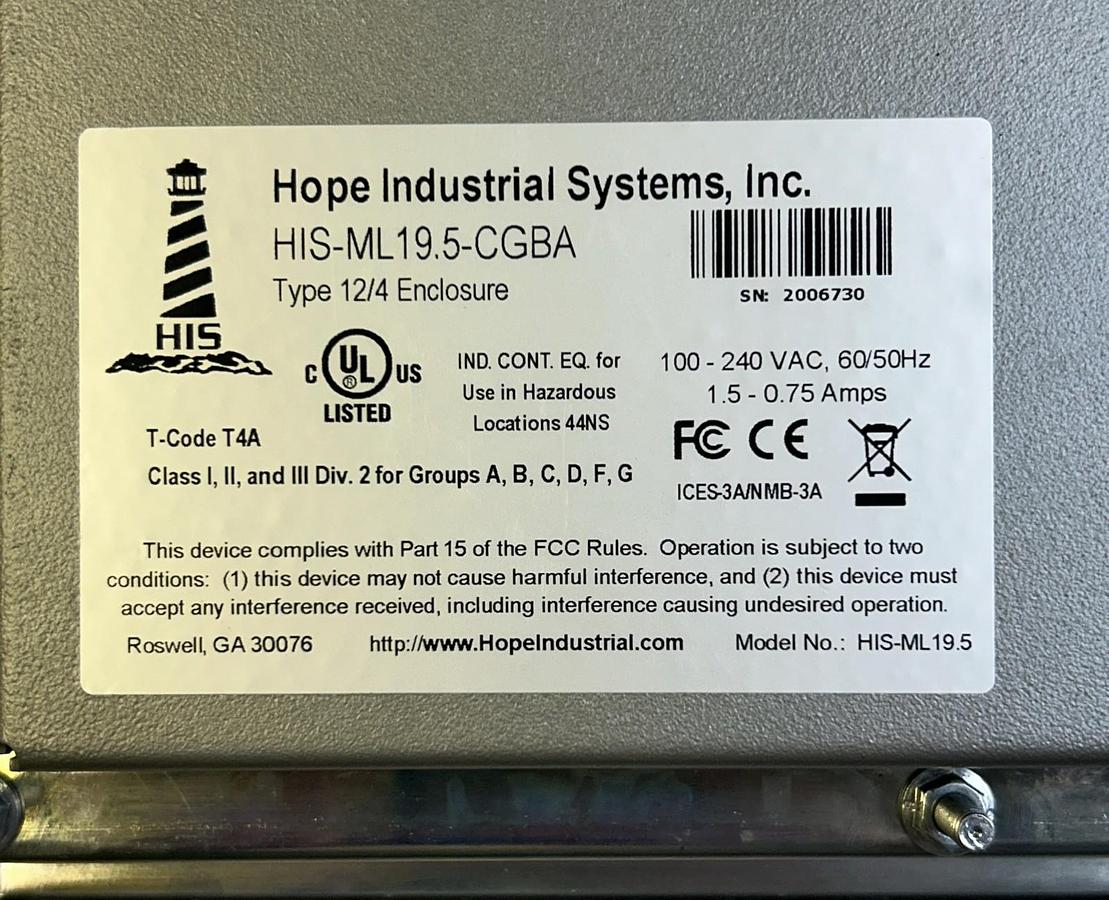 Hope Industrial Systems, Inc.
HIS-ML19.5-CGBA
Type 12/4 Enclosure
SN: 2006730
HIS
C UL US
®
LISTED
IND. CONT. EQ. for
Use in Hazardous
Locations 44NS
100 - 240 VAC, 60/50Hz
1.5 - 0.75 Amps
T-Code T4A
Class I, II, and III Div. 2 for Groups A, B, C, D, F, G
FC CE
ICES-3A/NMB-3A
This device complies with Part 15 of the FCC Rules. Operation is subject to two
conditions: (1) this device may not cause harmful interference, and (2) this device must
accept any interference received, including interference causing undesired operation.
Roswell, GA 30076 http://www.HopeIndustrial.com Model No.: HIS-ML19.5